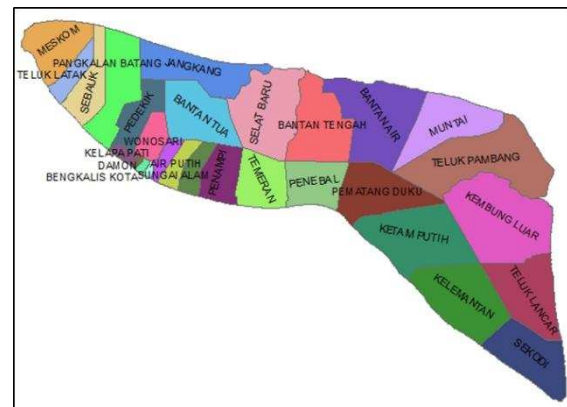 MESKOM
TELUK LATAK
SEBAUK
PANGKALAN BATANG
JANGKANG
PEDEKIK
BANTAN TUA
SELAT BARU
BANTAN TENGAH
BANTAN AIR
MUNTAI
TELUK PAMBANG
WONOSARI
KELAPA PATI
DAMON
BENGKALIS KOTA
AIR PUTIH
SUNGAI ALAM
PENAMPI
TEMERAN
PENEBAL
PEMATANG DUKU
KEMBUNG LUAR
KETAM PUTIH
KELEMANTAN
TELUK LANCAR
SEKODI